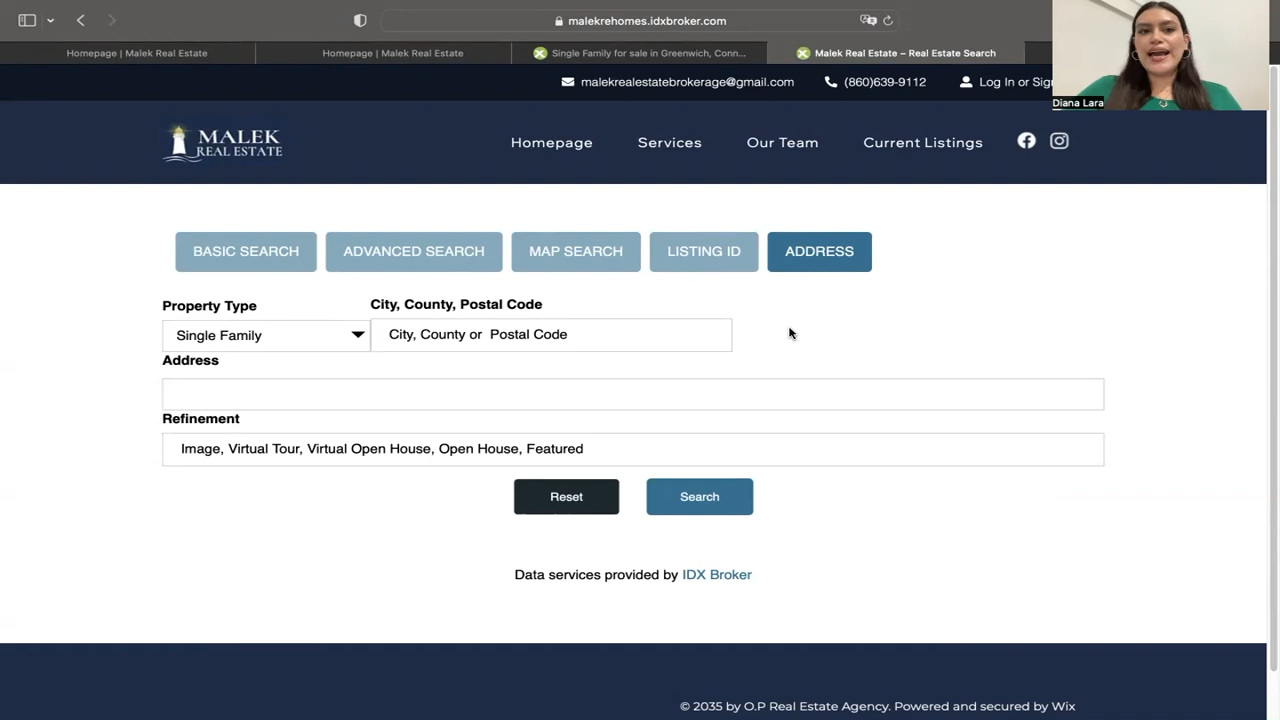 malekrehomes.idxbroker.com
Homepage | Malek Real Estate
Homepage | Malek Real Estate
Single Family for sale in Greenwich, Conn...
Malek Real Estate – Real Estate Search
malekrealestatebrokerage@gmail.com
(860)639-9112
Log In or Sign
Diana Lara
MALEK
REAL ESTATE
Homepage
Services
Our Team
Current Listings
BASIC SEARCH
ADVANCED SEARCH
MAP SEARCH
LISTING ID
ADDRESS
Property Type
City, County, Postal Code
Single Family
City, County or Postal Code
Address
Refinement
Image, Virtual Tour, Virtual Open House, Open House, Featured
Reset
Search
Data services provided by IDX Broker
© 2035 by O.P Real Estate Agency. Powered and secured by Wix